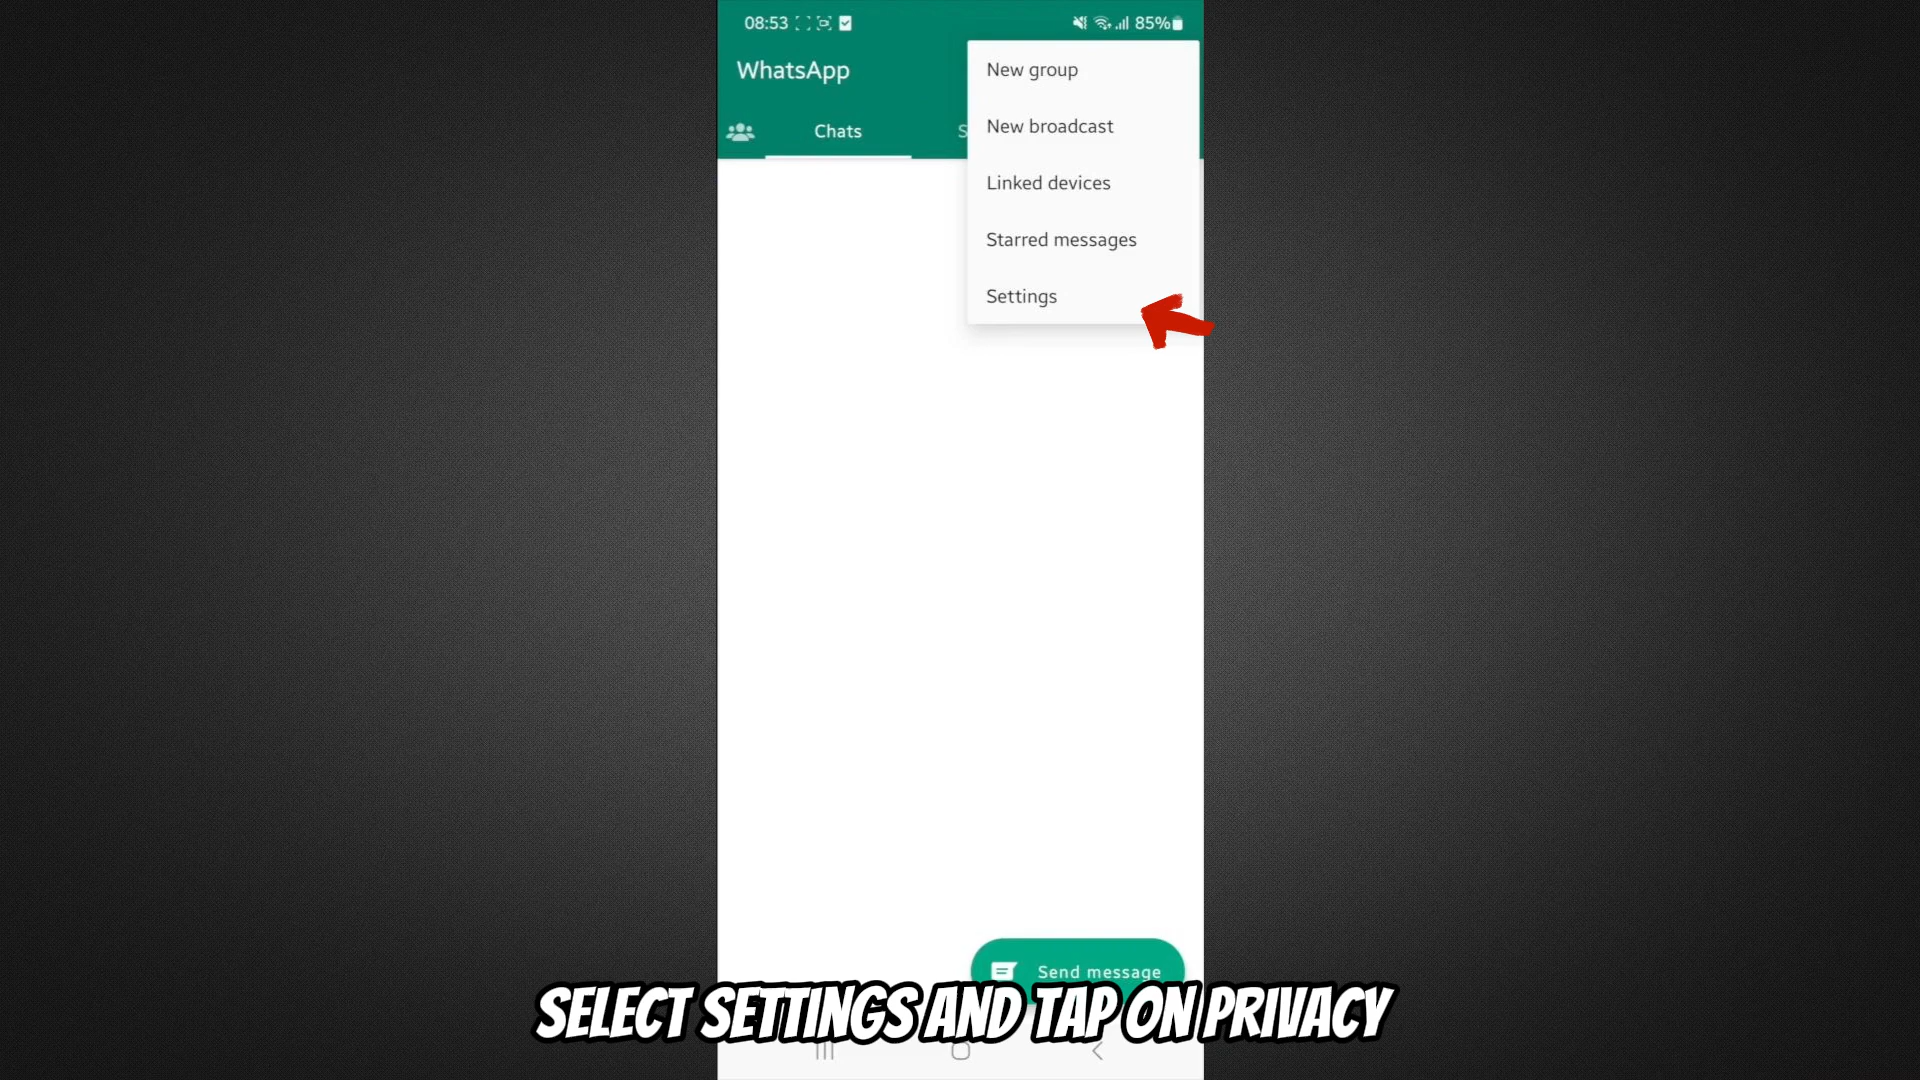 08:53
85%
WhatsApp
Chats
S
New group
New broadcast
Linked devices
Starred messages
Settings
Send message
SELECT SETTINGS AND TAP ON PRIVACY